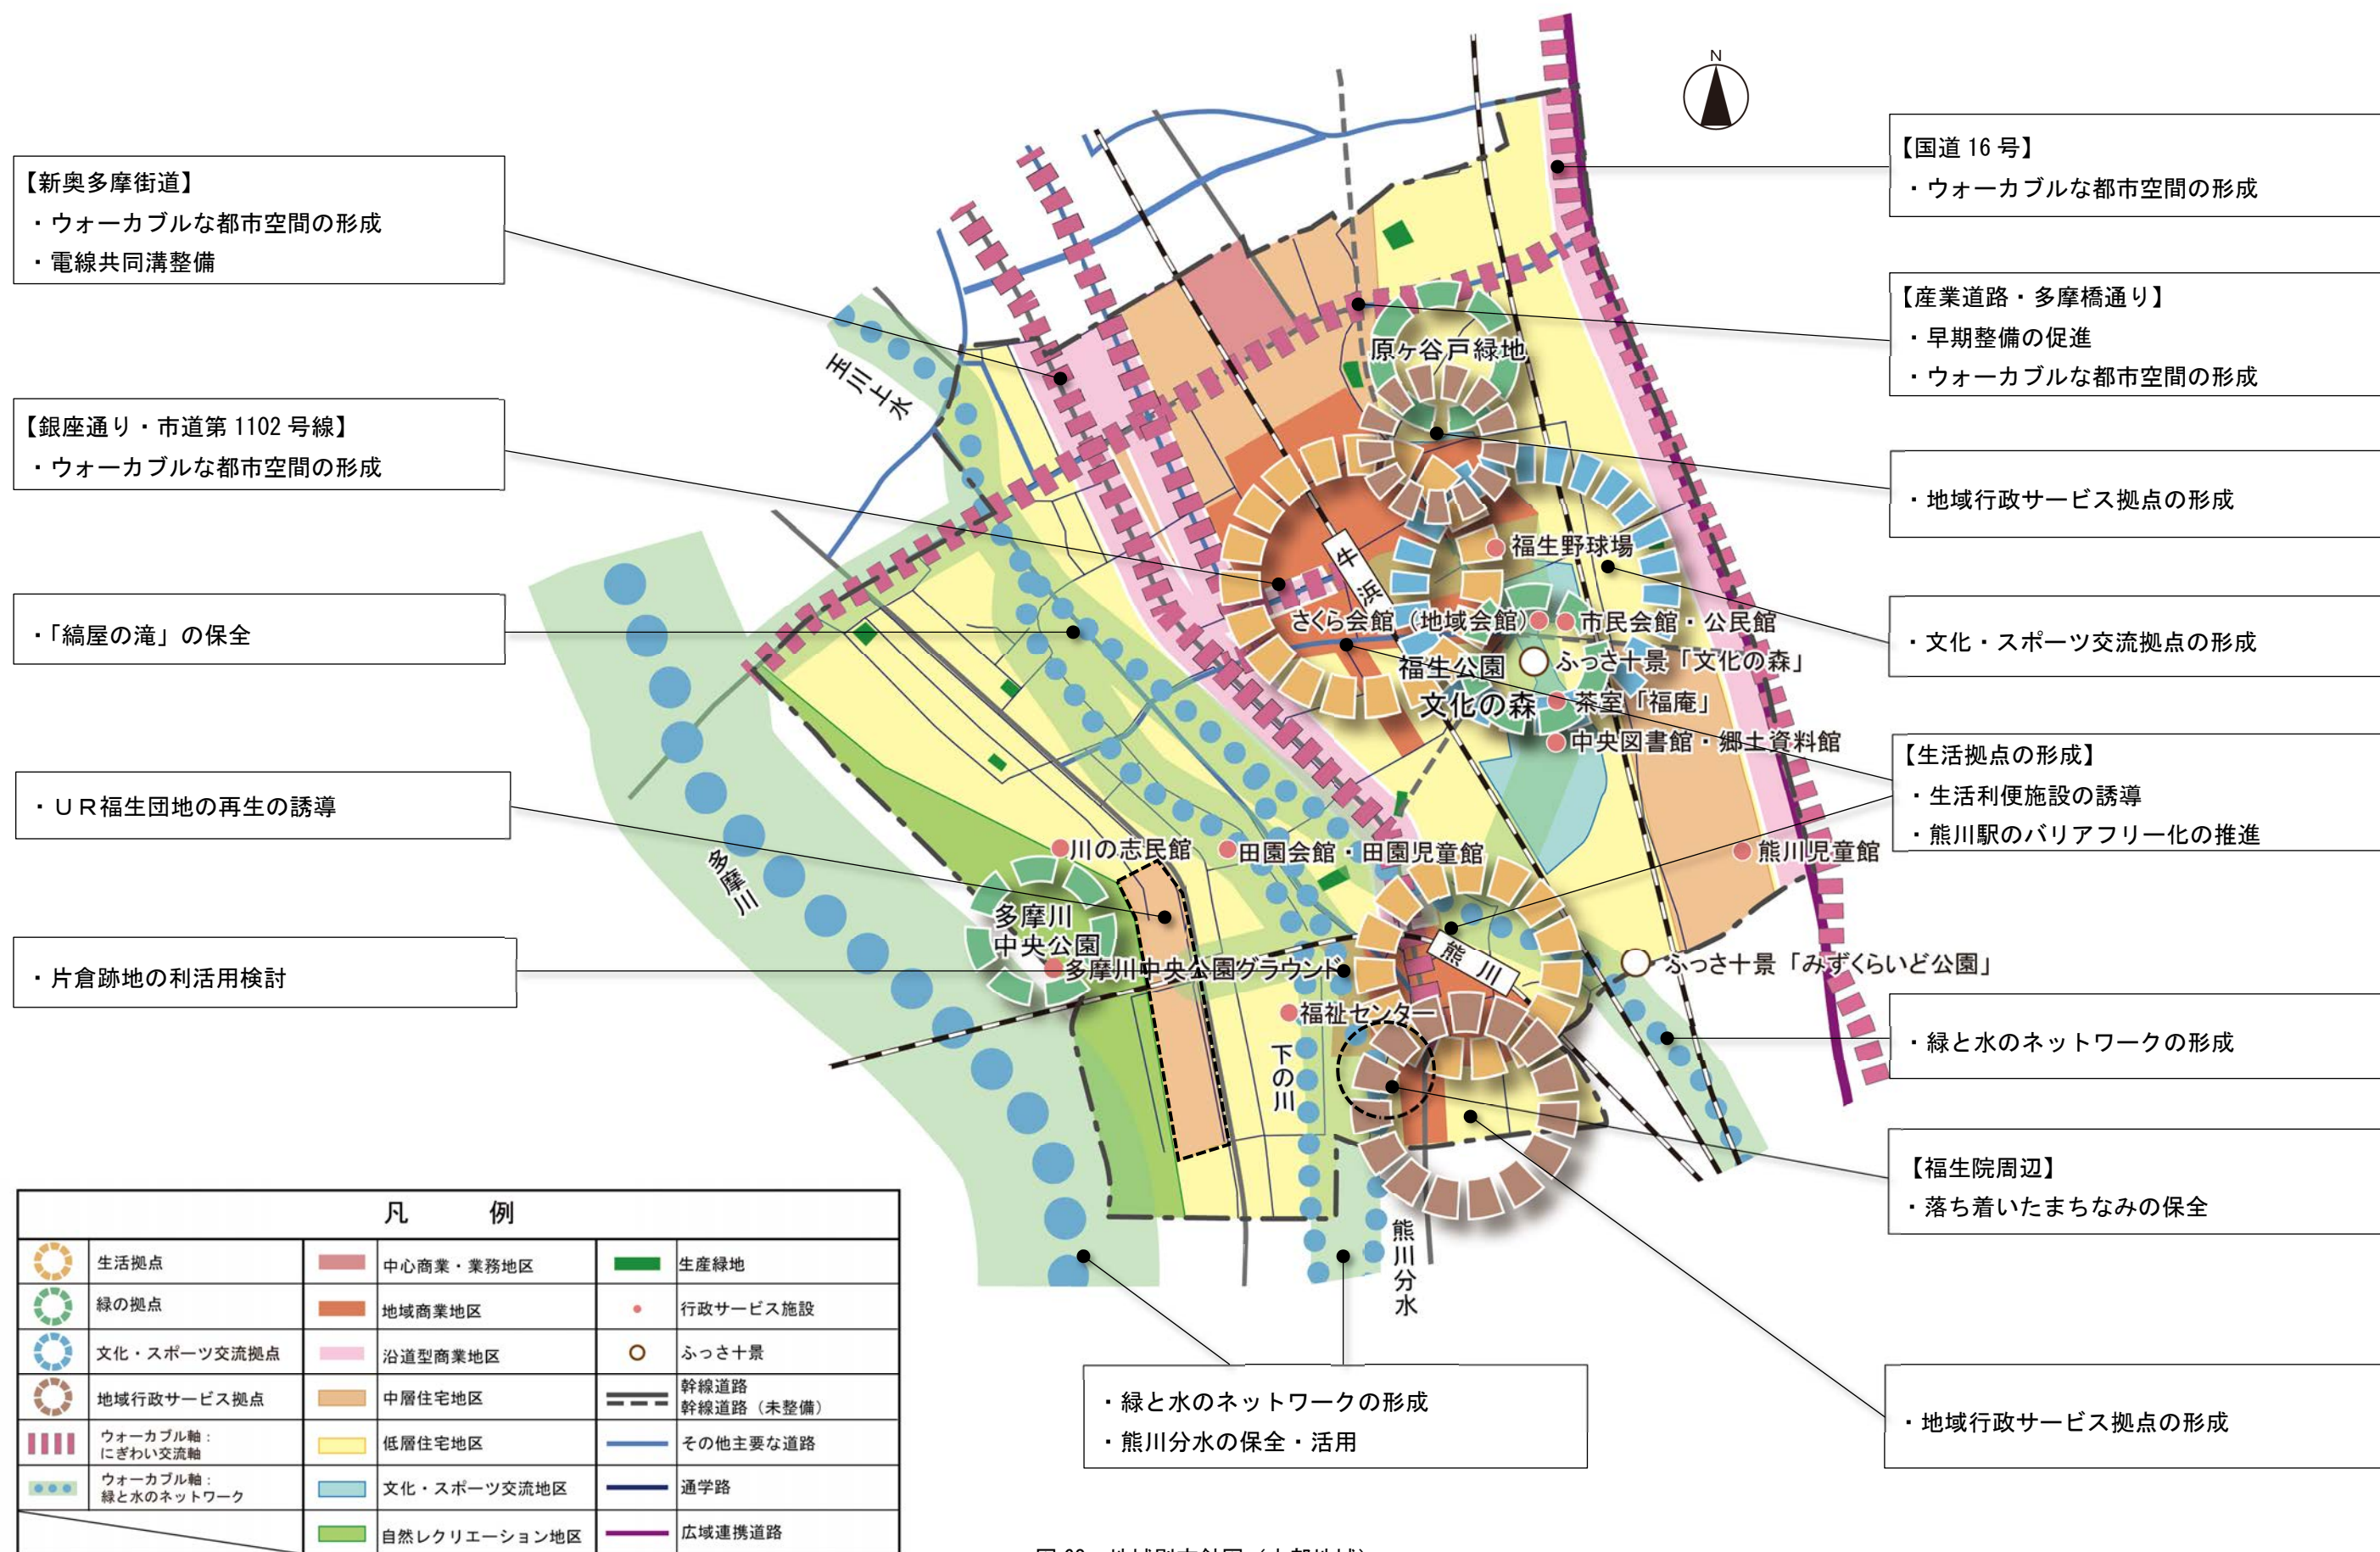 N
【新奥多摩街道】
・ウォーカブルな都市空間の形成
・電線共同溝整備
【銀座通り・市道第 1102 号線】
・ウォーカブルな都市空間の形成
・「縞屋の滝」の保全
・ＵＲ福生団地の再生の誘導
・片倉跡地の利活用検討
【国道 16 号】
・ウォーカブルな都市空間の形成
【産業道路・多摩橋通り】
・早期整備の促進
・ウォーカブルな都市空間の形成
・地域行政サービス拠点の形成
・文化・スポーツ交流拠点の形成
【生活拠点の形成】
・生活利便施設の誘導
・熊川駅のバリアフリー化の推進
・緑と水のネットワークの形成
【福生院周辺】
・落ち着いたまちなみの保全
・地域行政サービス拠点の形成
・緑と水のネットワークの形成
・熊川分水の保全・活用
玉川上水
原ヶ谷戸緑地
牛浜
福生野球場
さくら会館（地域会館）
市民会館・公民館
福生公園
ふっさ十景「文化の森」
文化の森
茶室「福庵」
中央図書館・郷土資料館
多摩川
川の志民館
田園会館・田園児童館
熊川児童館
多摩川
中央公園
多摩川中央公園グラウンド
熊川
ふっさ十景「みずくらいど公園」
福祉センター
下の川
熊川分水
凡例
生活拠点
緑の拠点
文化・スポーツ交流拠点
地域行政サービス拠点
ウォーカブル軸：
にぎわい交流軸
ウォーカブル軸：
緑と水のネットワーク
中心商業・業務地区
地域商業地区
沿道型商業地区
中層住宅地区
低層住宅地区
文化・スポーツ交流地区
自然レクリエーション地区
生産緑地
行政サービス施設
ふっさ十景
幹線道路
幹線道路（未整備）
その他主要な道路
通学路
広域連携道路